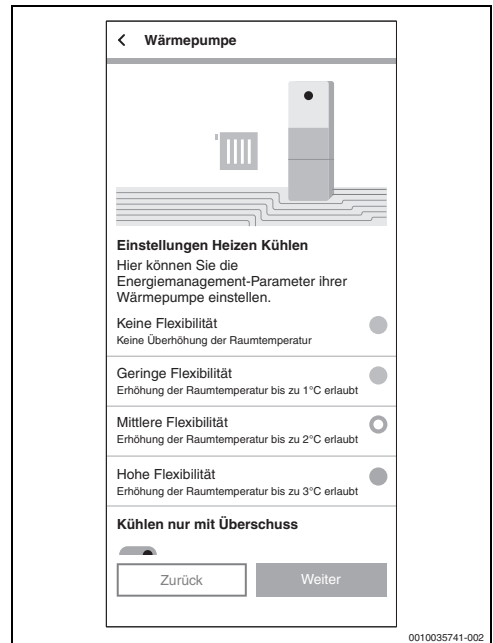 Wärmepumpe
Einstellungen Heizen Kühlen
Hier können Sie die
Energiemanagement-Parameter ihrer
Wärmepumpe einstellen.
Keine Flexibilität
Keine Überhöhung der Raumtemperatur
Geringe Flexibilität
Erhöhung der Raumtemperatur bis zu 1°C erlaubt
Mittlere Flexibilität
Erhöhung der Raumtemperatur bis zu 2°C erlaubt
Hohe Flexibilität
Erhöhung der Raumtemperatur bis zu 3°C erlaubt
Kühlen nur mit Überschuss
Zurück Weiter
0010035741-002